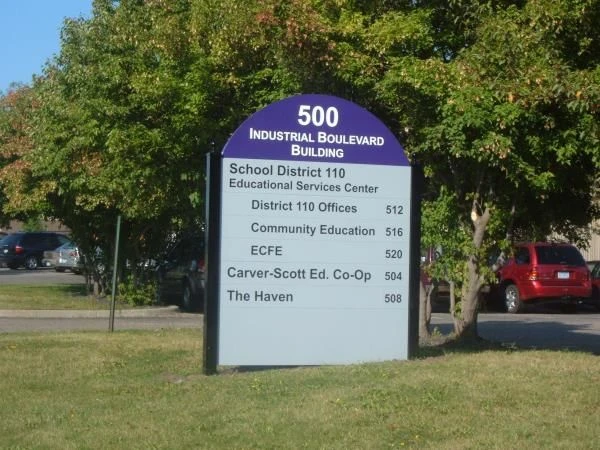 500
INDUSTRIAL BOULEVARD
BUILDING
School District 110
Educational Services Center
District 110 Offices 512
Community Education 516
ECFE 520
Carver-Scott Ed. Co-Op 504
The Haven 508